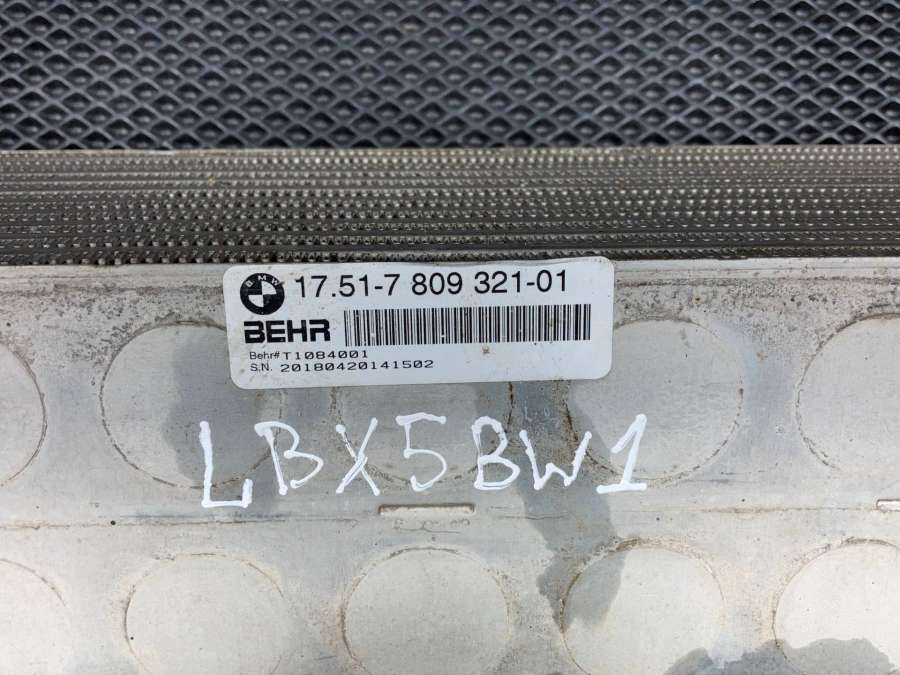 BMW
17.51-7 809 321-01
BEHR
Behr# T1084001
S.N. 20180420141502
LBX5BW1